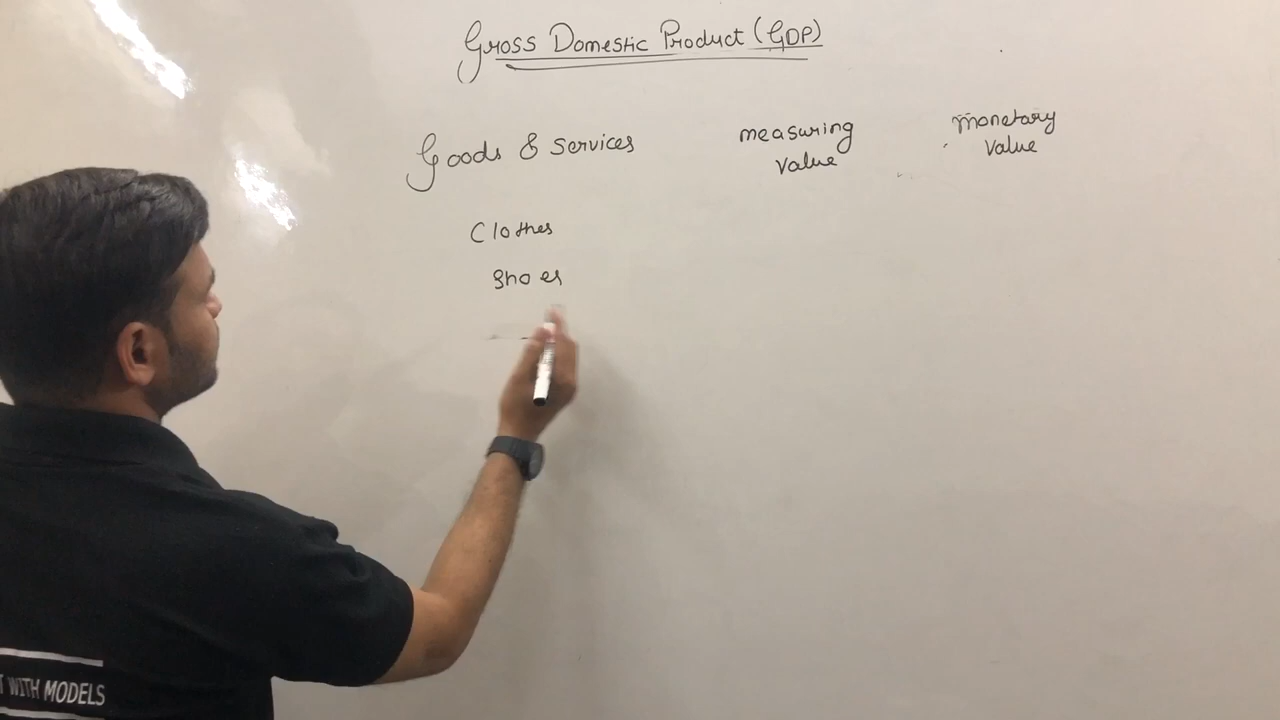 Gross Domestic Product (GDP)
Goods & services
measuring
value
monetary
value
Clothes
Shoes
WITH MODELS